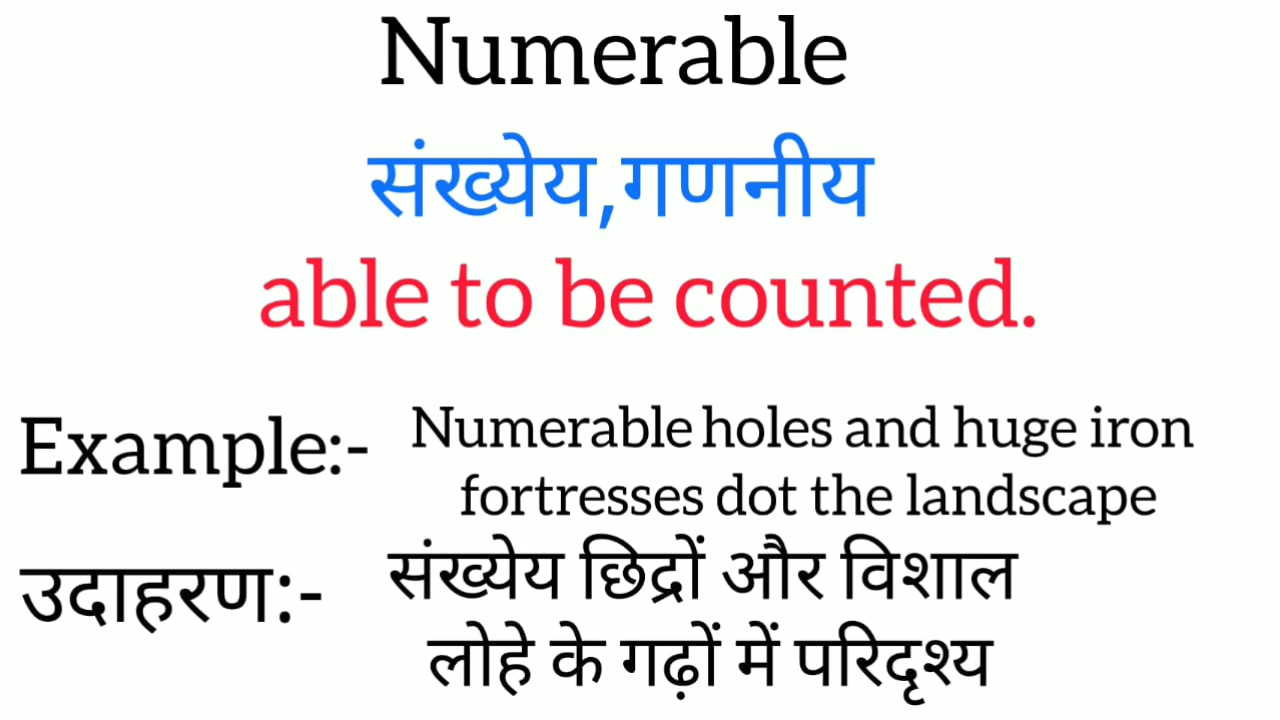 Numerable
संख्येय,गणनीय
able to be counted.
Example:- Numerable holes and huge iron
fortresses dot the landscape
उदाहरण:- संख्येय छिद्रों और विशाल
लोहे के गढ़ों में परिदृश्य